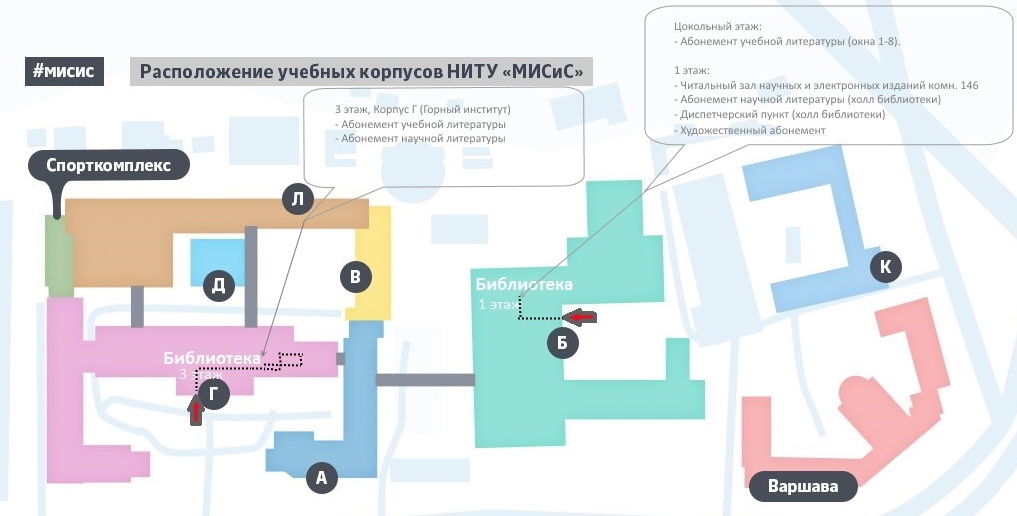 Цокольный этаж:
- Абонемент учебной литературы (окна 1-8).
1 этаж:
- Читальный зал научных и электронных изданий комн. 146
- Абонемент научной литературы (холл библиотеки)
- Диспетчерский пункт (холл библиотеки)
- Художественный абонемент
#мисис
Расположение учебных корпусов НИТУ «МИСиС»
3 этаж, Корпус Г (Горный институт)
- Абонемент учебной литературы
- Абонемент научной литературы
Спорткомплекс
Л
Д
В
К
Библиотека
1 этаж
Б
Библиотека
3 этаж
Г
А
Варшава